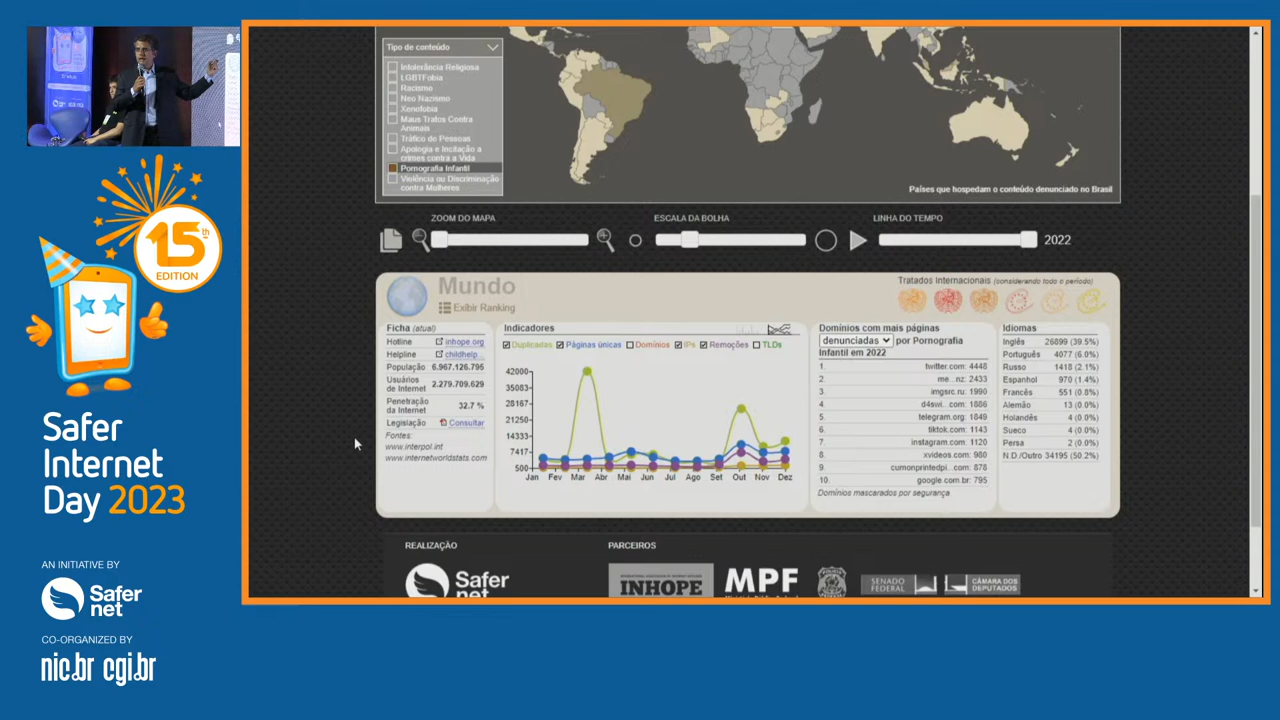 Tipo de conteúdo
Intolerância Religiosa
LGBTFobia
Racismo
Neo Nazismo
Xenofobia
Maus Tratos Contra
Animais
Tráfico de Pessoas
Apologia e Incitação a
crimes contra a Vida
Pornografia Infantil
Violência ou Discriminação
contra Mulheres
Países que hospedam o conteúdo denunciado no Brasil
ZOOM DO MAPA
ESCALA DA BOLHA
LINHA DO TEMPO
2022
Mundo
Exibir Ranking
Tratados Internacionais (considerando todo o período)
Ficha (atual)
Hotline inhope.org
Helpline childhelp...
População 6.967.126.795
Usuários
de Internet 2.279.709.629
Penetração
da Internet 32.7 %
Legislação Consultar
Fontes:
www.interpol.int
www.internetworldstats.com
Indicadores
Duplicadas Páginas únicas Domínios IPs Remoções TLDs
42000
35083
28167
21250
14333
7417
500
Jan Fev Mar Abr Mai Jun Jul Ago Set Out Nov Dez
Domínios com mais páginas
denunciadas por Pornografia
Infantil em 2022
1. twitter.com: 4448
2. me...nz: 2433
3. imgsrc.ru: 1990
4. d4swi... com: 1886
5. telegram.org: 1849
6. tiktok.com: 1143
7. instagram.com: 1120
8. xvideos.com: 980
9. cumonprintedpi... com: 878
10. google.com.br: 795
Domínios mascarados por segurança
Idiomas
Inglês 26899 (39.5%)
Português 4077 (6.0%)
Russo 1418 (2.1%)
Espanhol 970 (1.4%)
Francês 551 (0.8%)
Alemão 13 (0.0%)
Holandês 4 (0.0%)
Sueco 4 (0.0%)
Persa 2 (0.0%)
N.D./Outro 34195 (50.2%)
REALIZAÇÃO
PARCEIROS
Safer
net
INHOPE
MPF
SENADO
FEDERAL
CÂMARA DOS
DEPUTADOS
15th
EDITION
Safer
Internet
Day 2023
AN INITIATIVE BY
Safer
net
CO-ORGANIZED BY
nic.br cgi.br